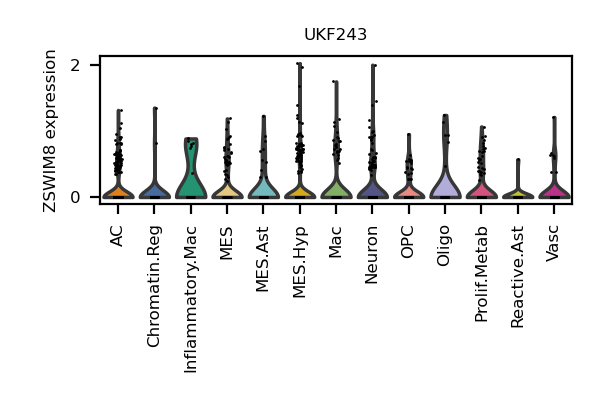 UKF243
ZSWIM8 expression
2
0
AC
Chromatin.Reg
Inflammatory.Mac
MES
MES.Ast
MES.Hyp
Mac
Neuron
OPC
Oligo
Prolif.Metab
Reactive.Ast
Vasc